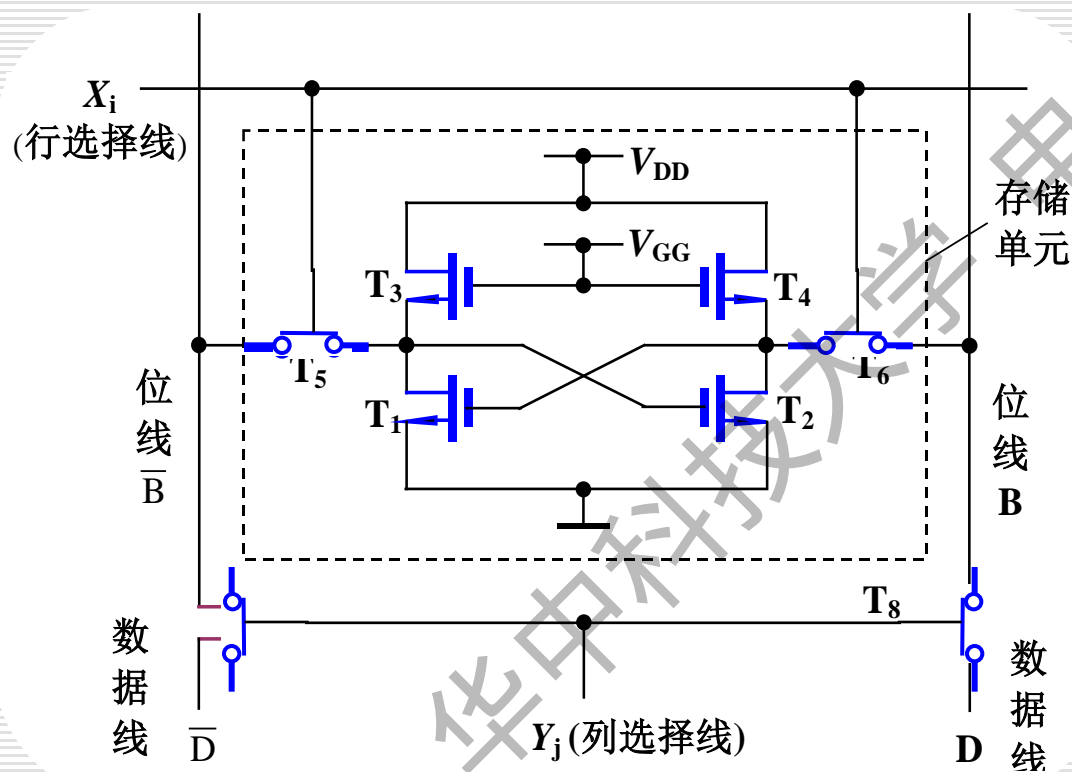 Xi
(行选择线)
VDD
存储
单元
VGG
T3
T4
T5
T6
T1
T2
位
线
B̅
位
线
B
T8
数
据
线
D̅
Yj (列选择线)
数
据
线
D
华中科技大学 电